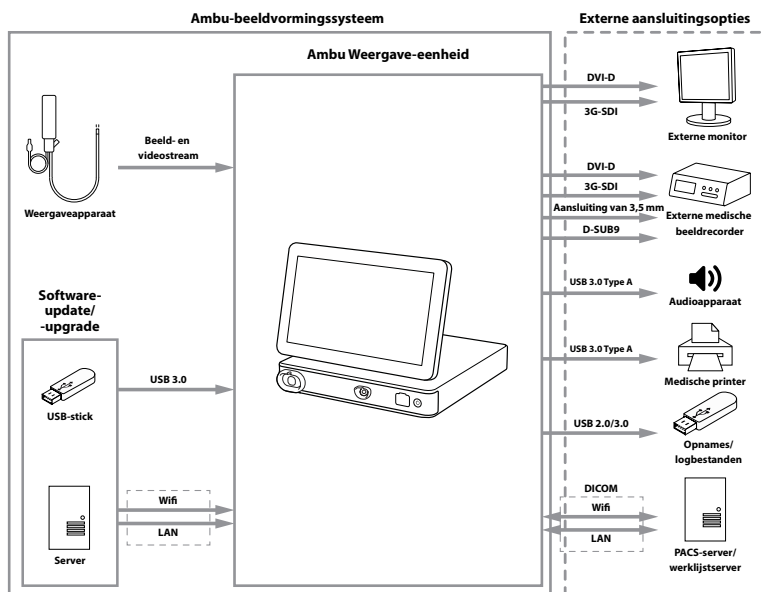 Ambu-beeldvormingssysteem
Externe aansluitingsopties
Ambu Weergave-eenheid
Beeld- en
videostream
Weergaveapparaat
Software-
update/
-upgrade
USB 3.0
USB-stick
Wifi
LAN
Server
DVI-D
3G-SDI
Externe monitor
DVI-D
3G-SDI
Aansluiting van 3,5 mm
D-SUB9
Externe medische
beeldrecorder
USB 3.0 Type A
Audioapparaat
USB 3.0 Type A
Medische printer
USB 2.0/3.0
Opnames/
logbestanden
DICOM
Wifi
LAN
PACS-server/
werklijstserver